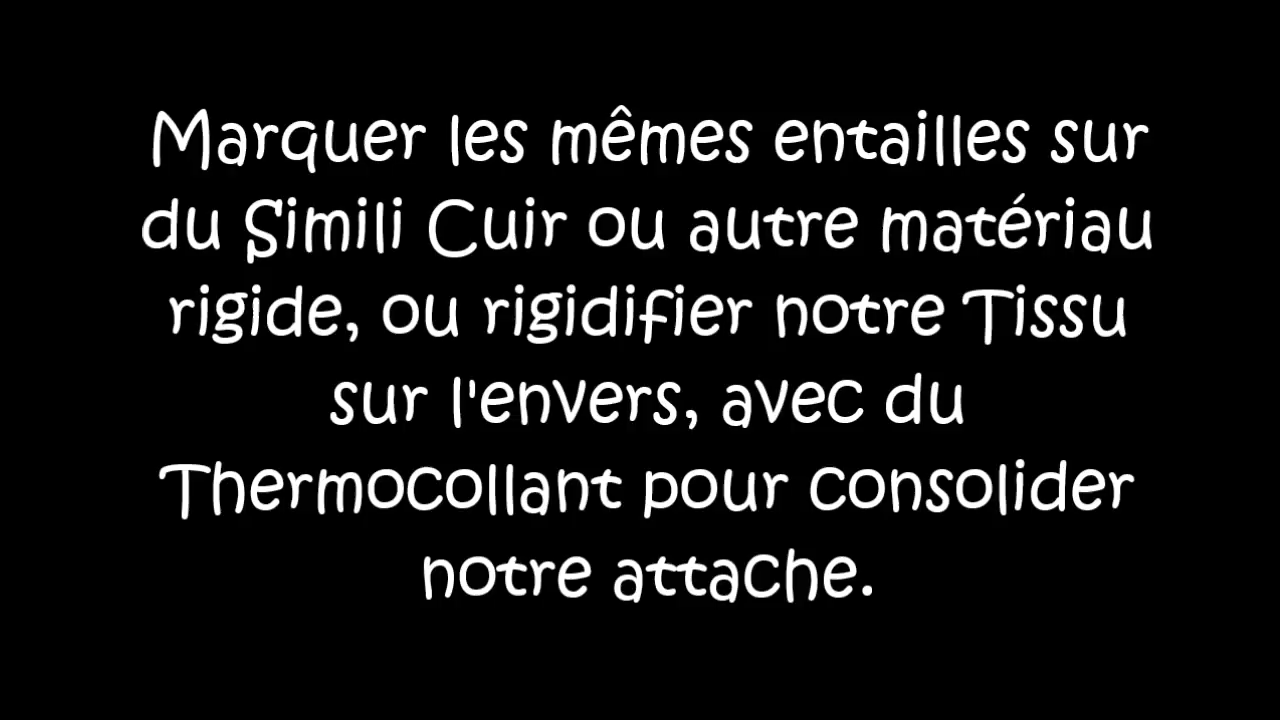 Marquer les mêmes entailles sur
du Simili Cuir ou autre matériau
rigide, ou rigidifier notre Tissu
sur l'envers, avec du
Thermocollant pour consolider
notre attache.